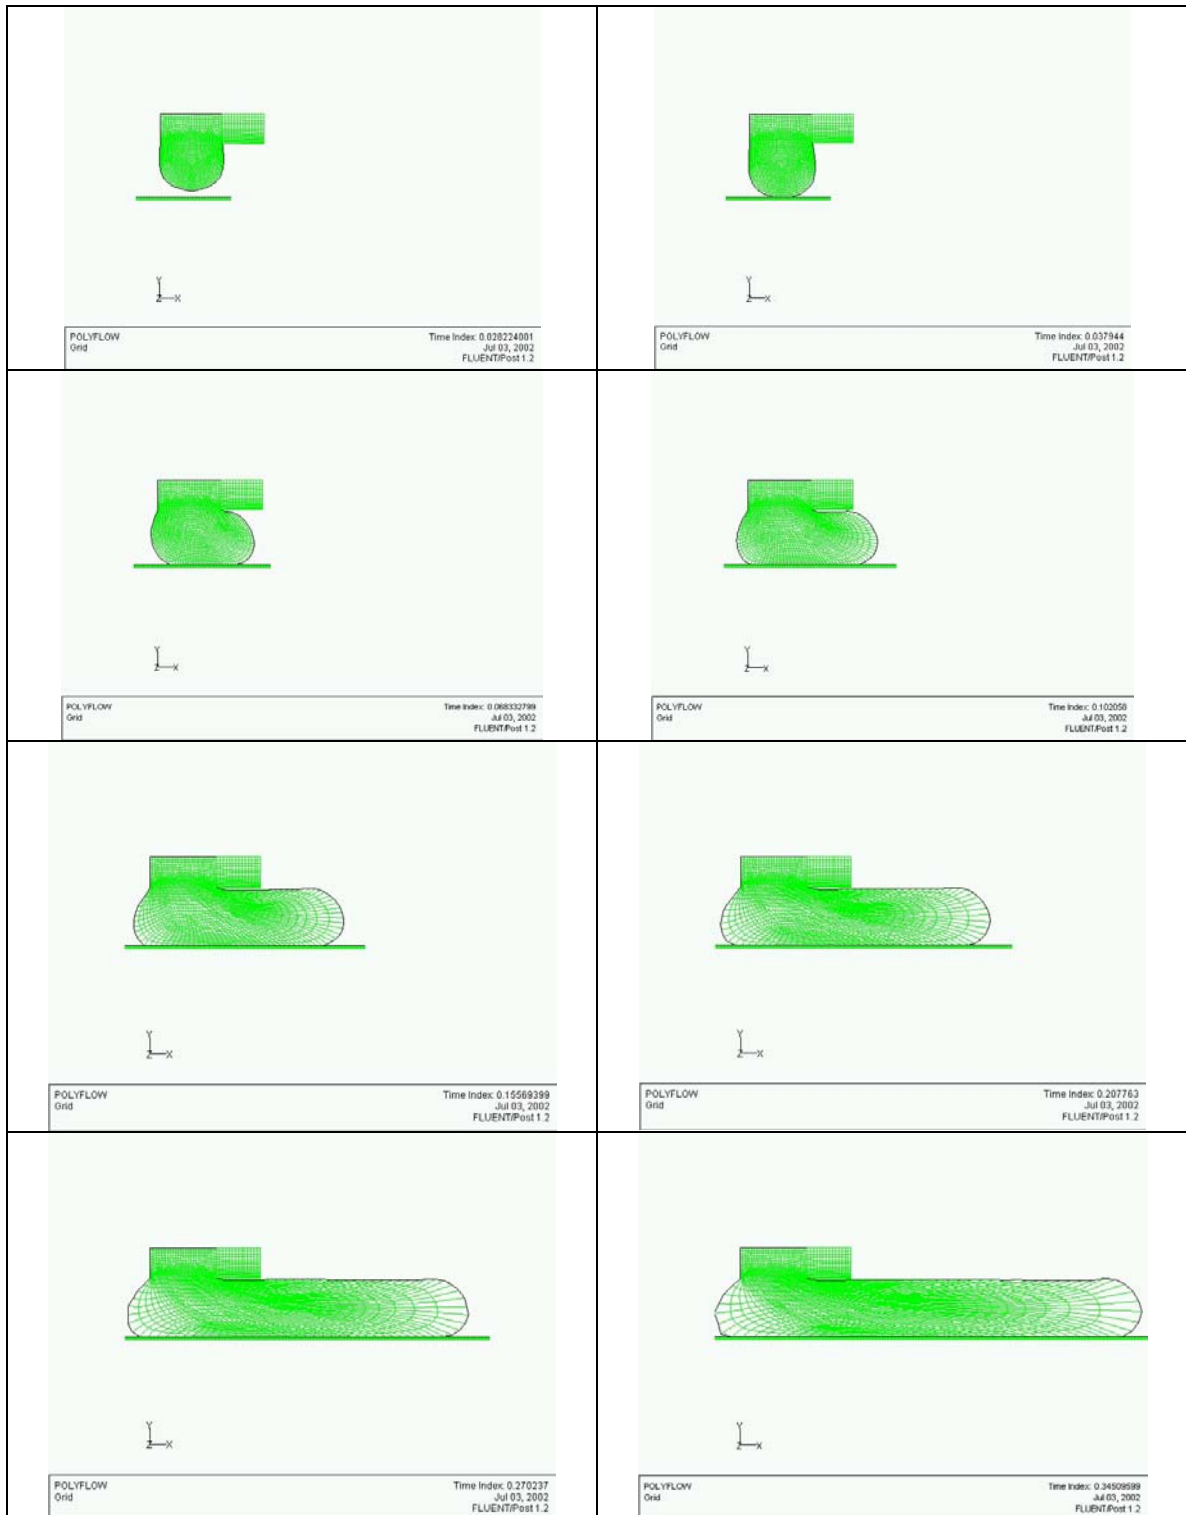 Y
Z X
POLYFLOW Time Index: 0.028224001
Grid Jul 03, 2002
FLUENT/Post 1.2
Y
Z X
POLYFLOW Time Index: 0.037944
Grid Jul 03, 2002
FLUENT/Post 1.2
Y
Z X
POLYFLOW Time Index: 0.068332799
Grid Jul 03, 2002
FLUENT/Post 1.2
Y
Z X
POLYFLOW Time Index: 0.102058
Grid Jul 03, 2002
FLUENT/Post 1.2
Y
Z X
POLYFLOW Time Index: 0.15569399
Grid Jul 03, 2002
FLUENT/Post 1.2
Y
Z X
POLYFLOW Time Index: 0.207763
Grid Jul 03, 2002
FLUENT/Post 1.2
Y
Z X
POLYFLOW Time Index: 0.270237
Grid Jul 03, 2002
FLUENT/Post 1.2
Y
Z X
POLYFLOW Time Index: 0.34509599
Grid Jul 03, 2002
FLUENT/Post 1.2